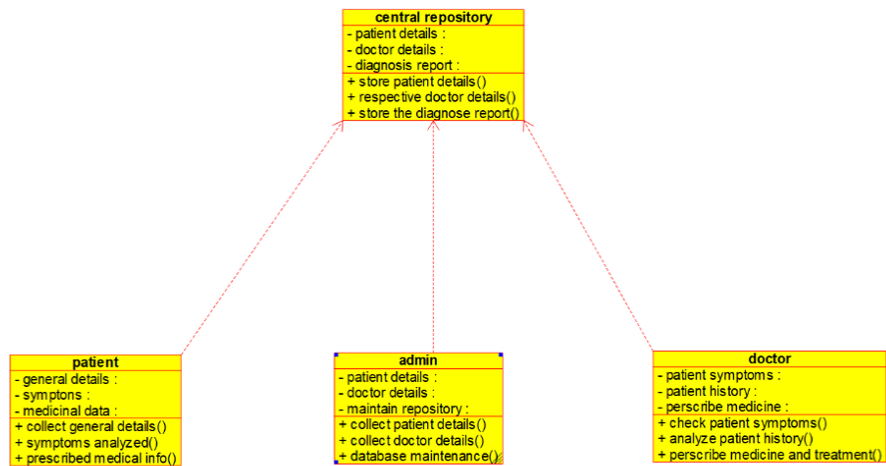 central repository
- patient details :
- doctor details :
- diagnosis report :
+ store patient details()
+ respective doctor details()
+ store the diagnose report()
patient
- general details :
- symptons :
- medicinal data :
+ collect general details()
+ symptoms analyzed()
+ prescribed medical info()
admin
- patient details :
- doctor details :
- maintain repository :
+ collect patient details()
+ collect doctor details()
+ database maintenance()
doctor
- patient symptoms :
- patient history :
- perscribe medicine :
+ check patient symptoms()
+ analyze patient history()
+ perscribe medicine and treatment()